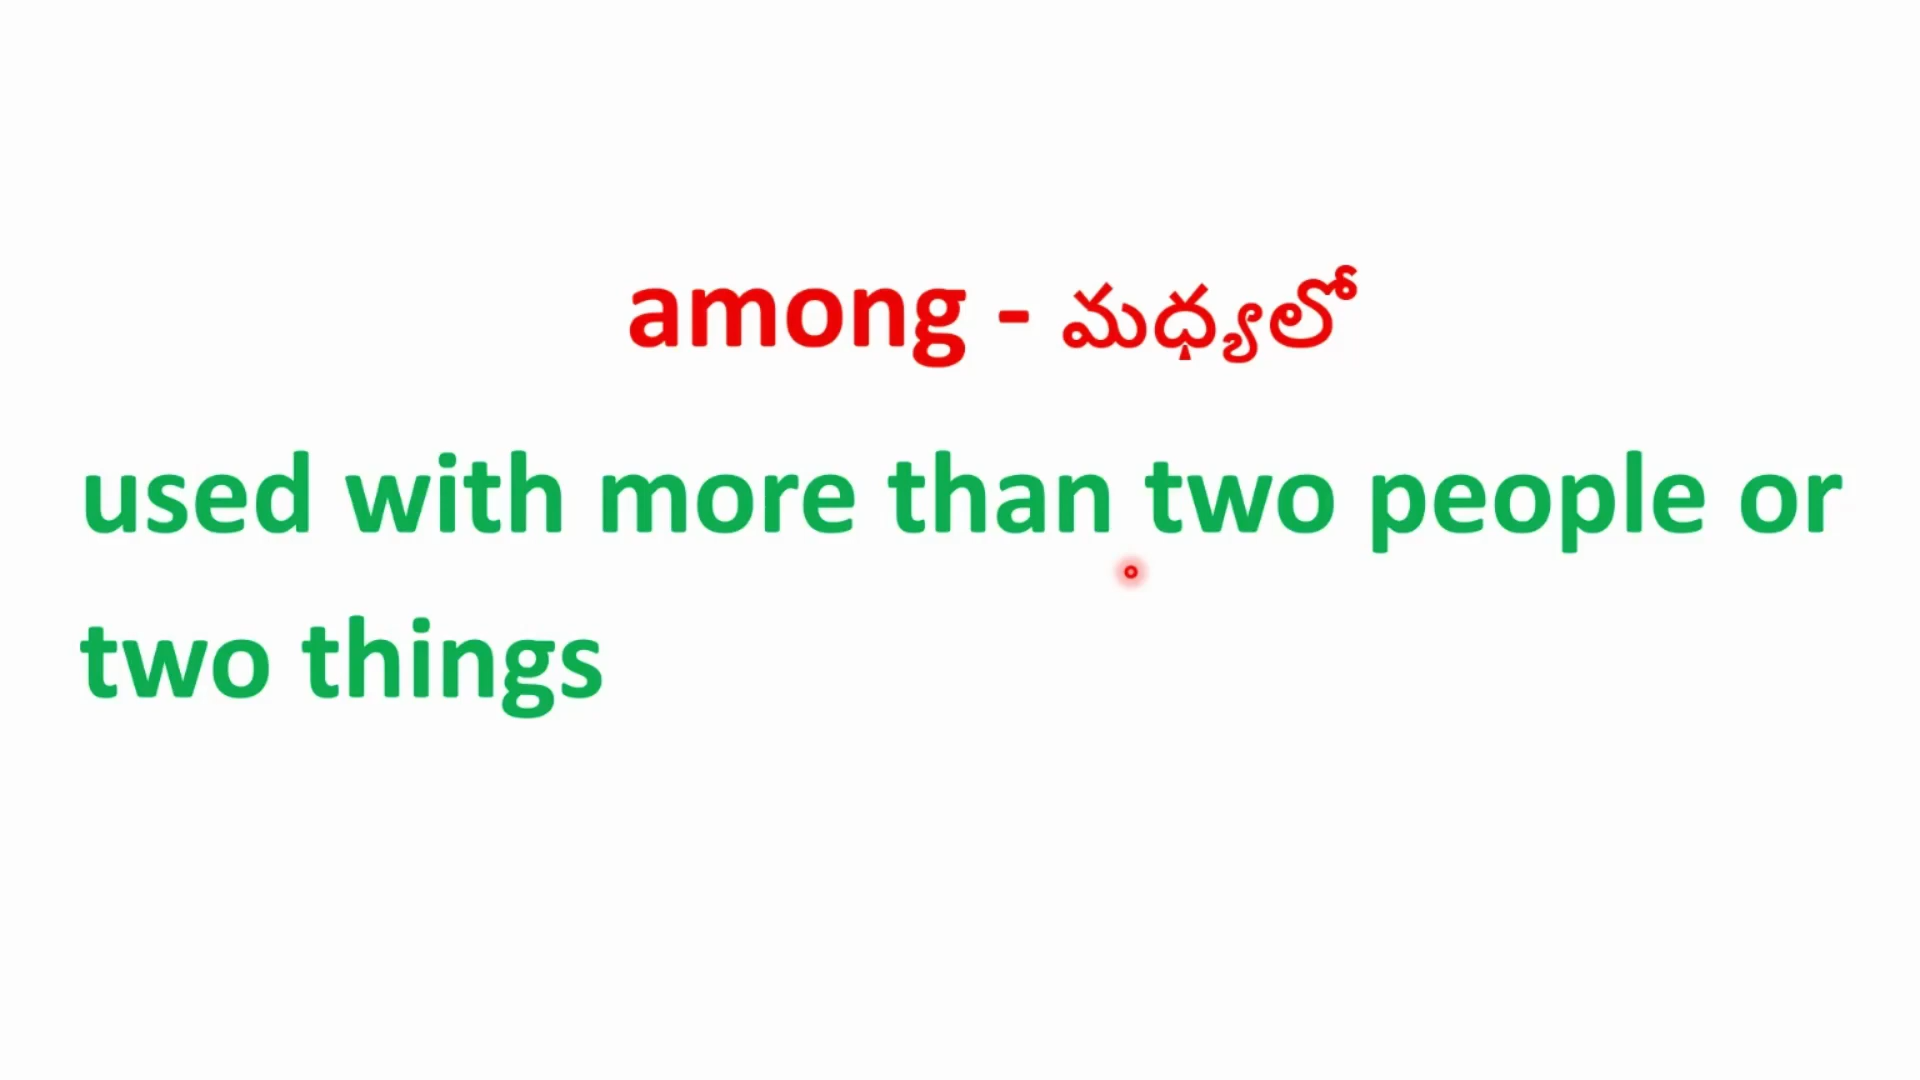 among - మధ్యలో
used with more than two people or
two things